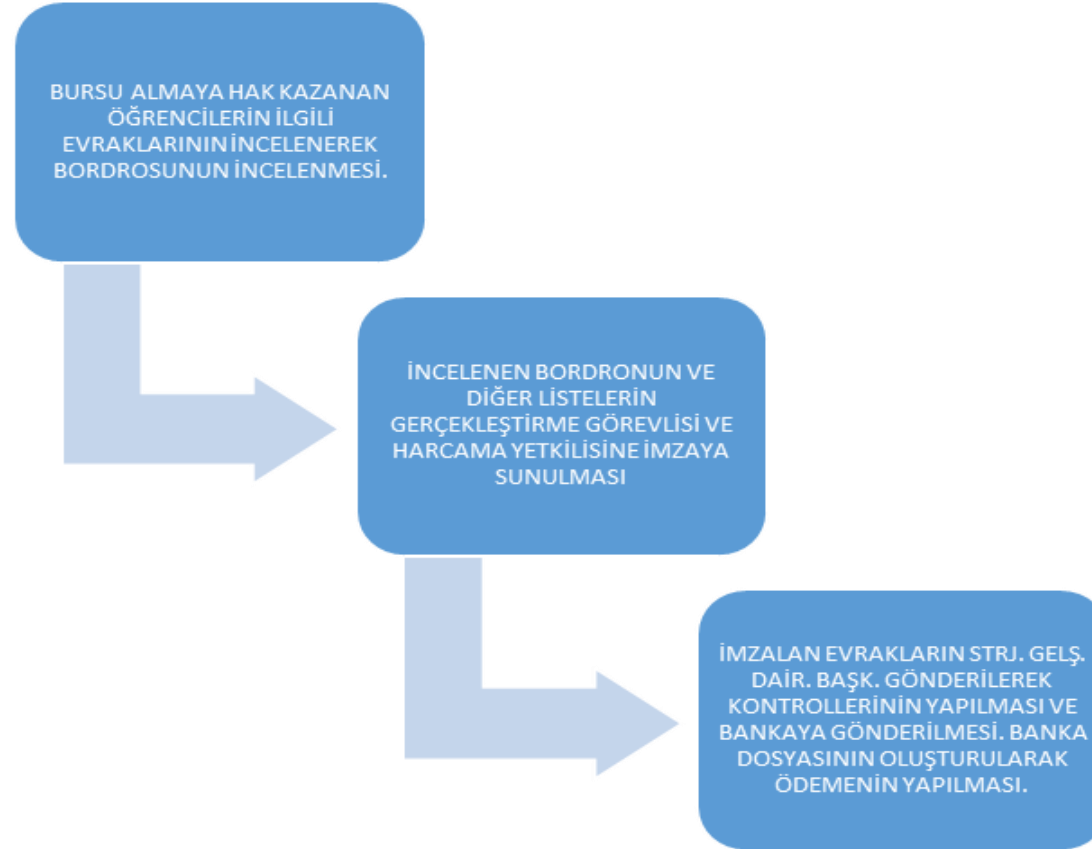 BURSU ALMAYA HAK KAZANAN
ÖĞRENCİLERİN İLGİLİ
EVRAKLARININ İNCELENEREK
BORDROSUNUN İNCELENMESİ.
İNCELENEN BORDRONUN VE
DİĞER LİSTELERİN
GERÇEKLEŞTİRME GÖREVLİSİ VE
HARCAMA YETKİLİSİNE İMZAYA
SUNULMASI
İMZALAN EVRAKLARIN STRJ. GELŞ.
DAİR. BAŞK. GÖNDERİLEREK
KONTROLLERİNİN YAPILMASI VE
BANKAYA GÖNDERİLMESİ. BANKA
DOSYASININ OLUŞTURULARAK
ÖDEMENİN YAPILMASI.